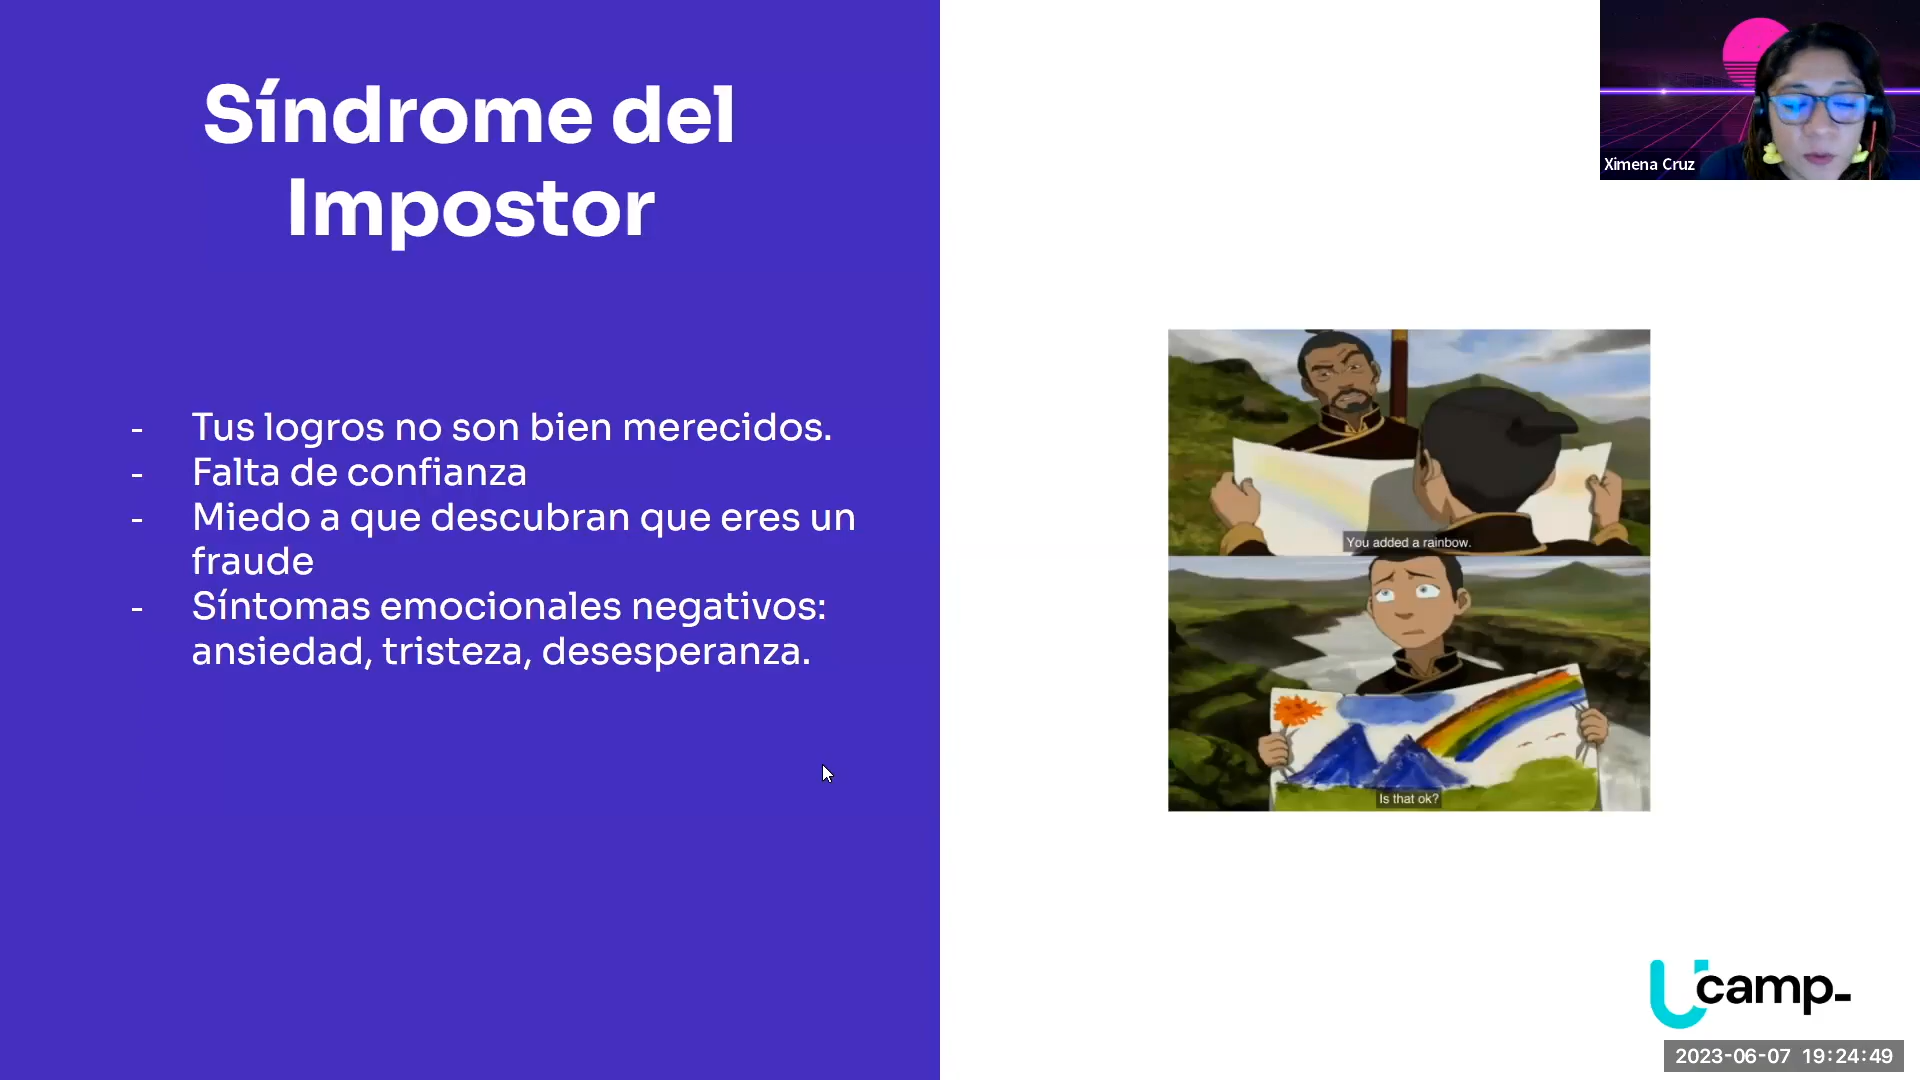 Síndrome del
Impostor
- Tus logros no son bien merecidos.
- Falta de confianza
- Miedo a que descubran que eres un
fraude
- Síntomas emocionales negativos:
ansiedad, tristeza, desesperanza.
Ximena Cruz
You added a rainbow.
Is that ok?
Ucamp_
2023-06-07 19:24:49